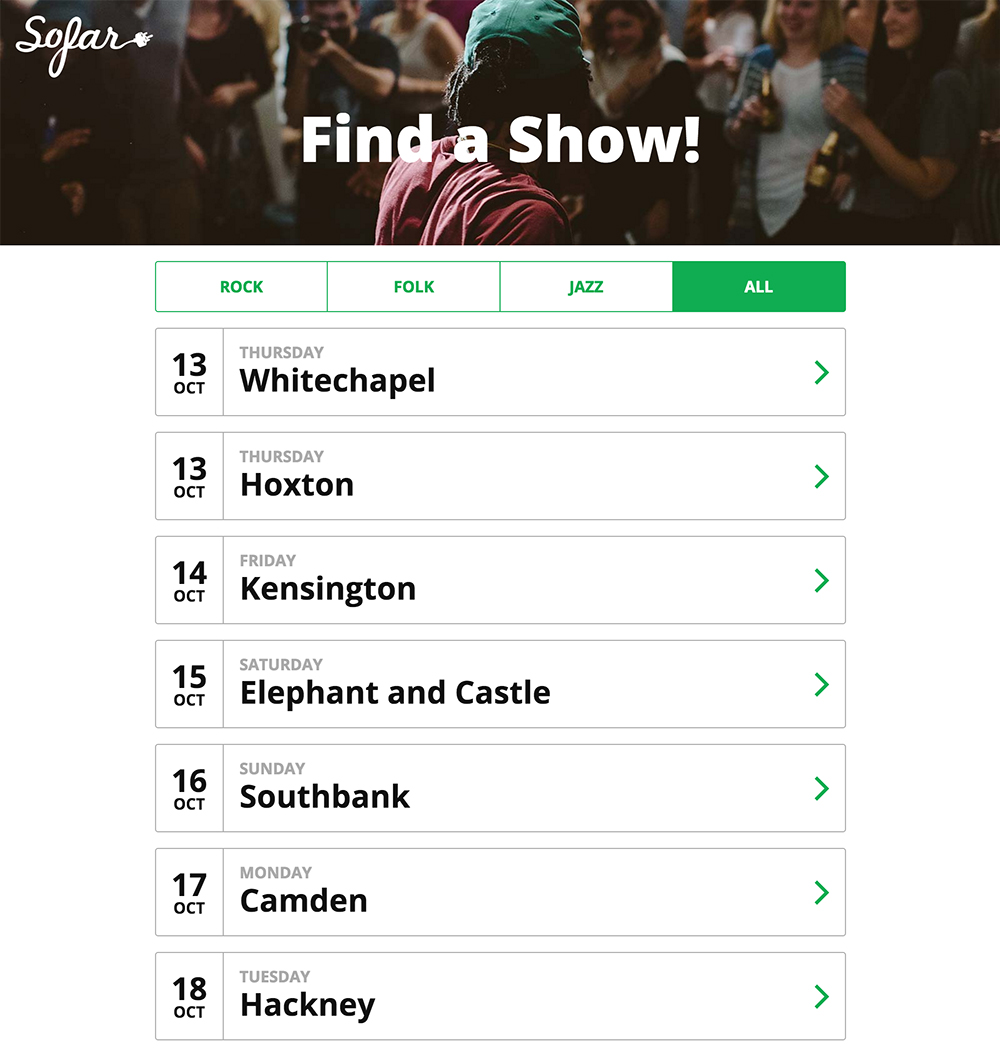 Sofar
Find a Show!
ROCK FOLK JAZZ ALL
13 OCT
THURSDAY
Whitechapel
13 OCT
THURSDAY
Hoxton
14 OCT
FRIDAY
Kensington
15 OCT
SATURDAY
Elephant and Castle
16 OCT
SUNDAY
Southbank
17 OCT
MONDAY
Camden
18 OCT
TUESDAY
Hackney